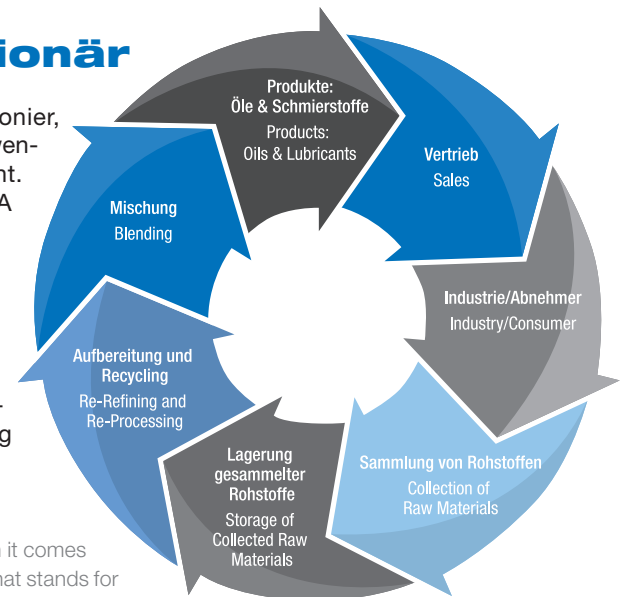 ionär
onier,
ven-
nt.
A
-
g
n it comes
hat stands for
Produkte:
Öle & Schmierstoffe
Products:
Oils & Lubricants
Vertrieb
Sales
Industrie/Abnehmer
Industry/Consumer
Sammlung von Rohstoffen
Collection of
Raw Materials
Lagerung
gesammelter
Rohstoffe
Storage of
Collected Raw
Materials
Aufbereitung und
Recycling
Re-Refining and
Re-Processing
Mischung
Blending